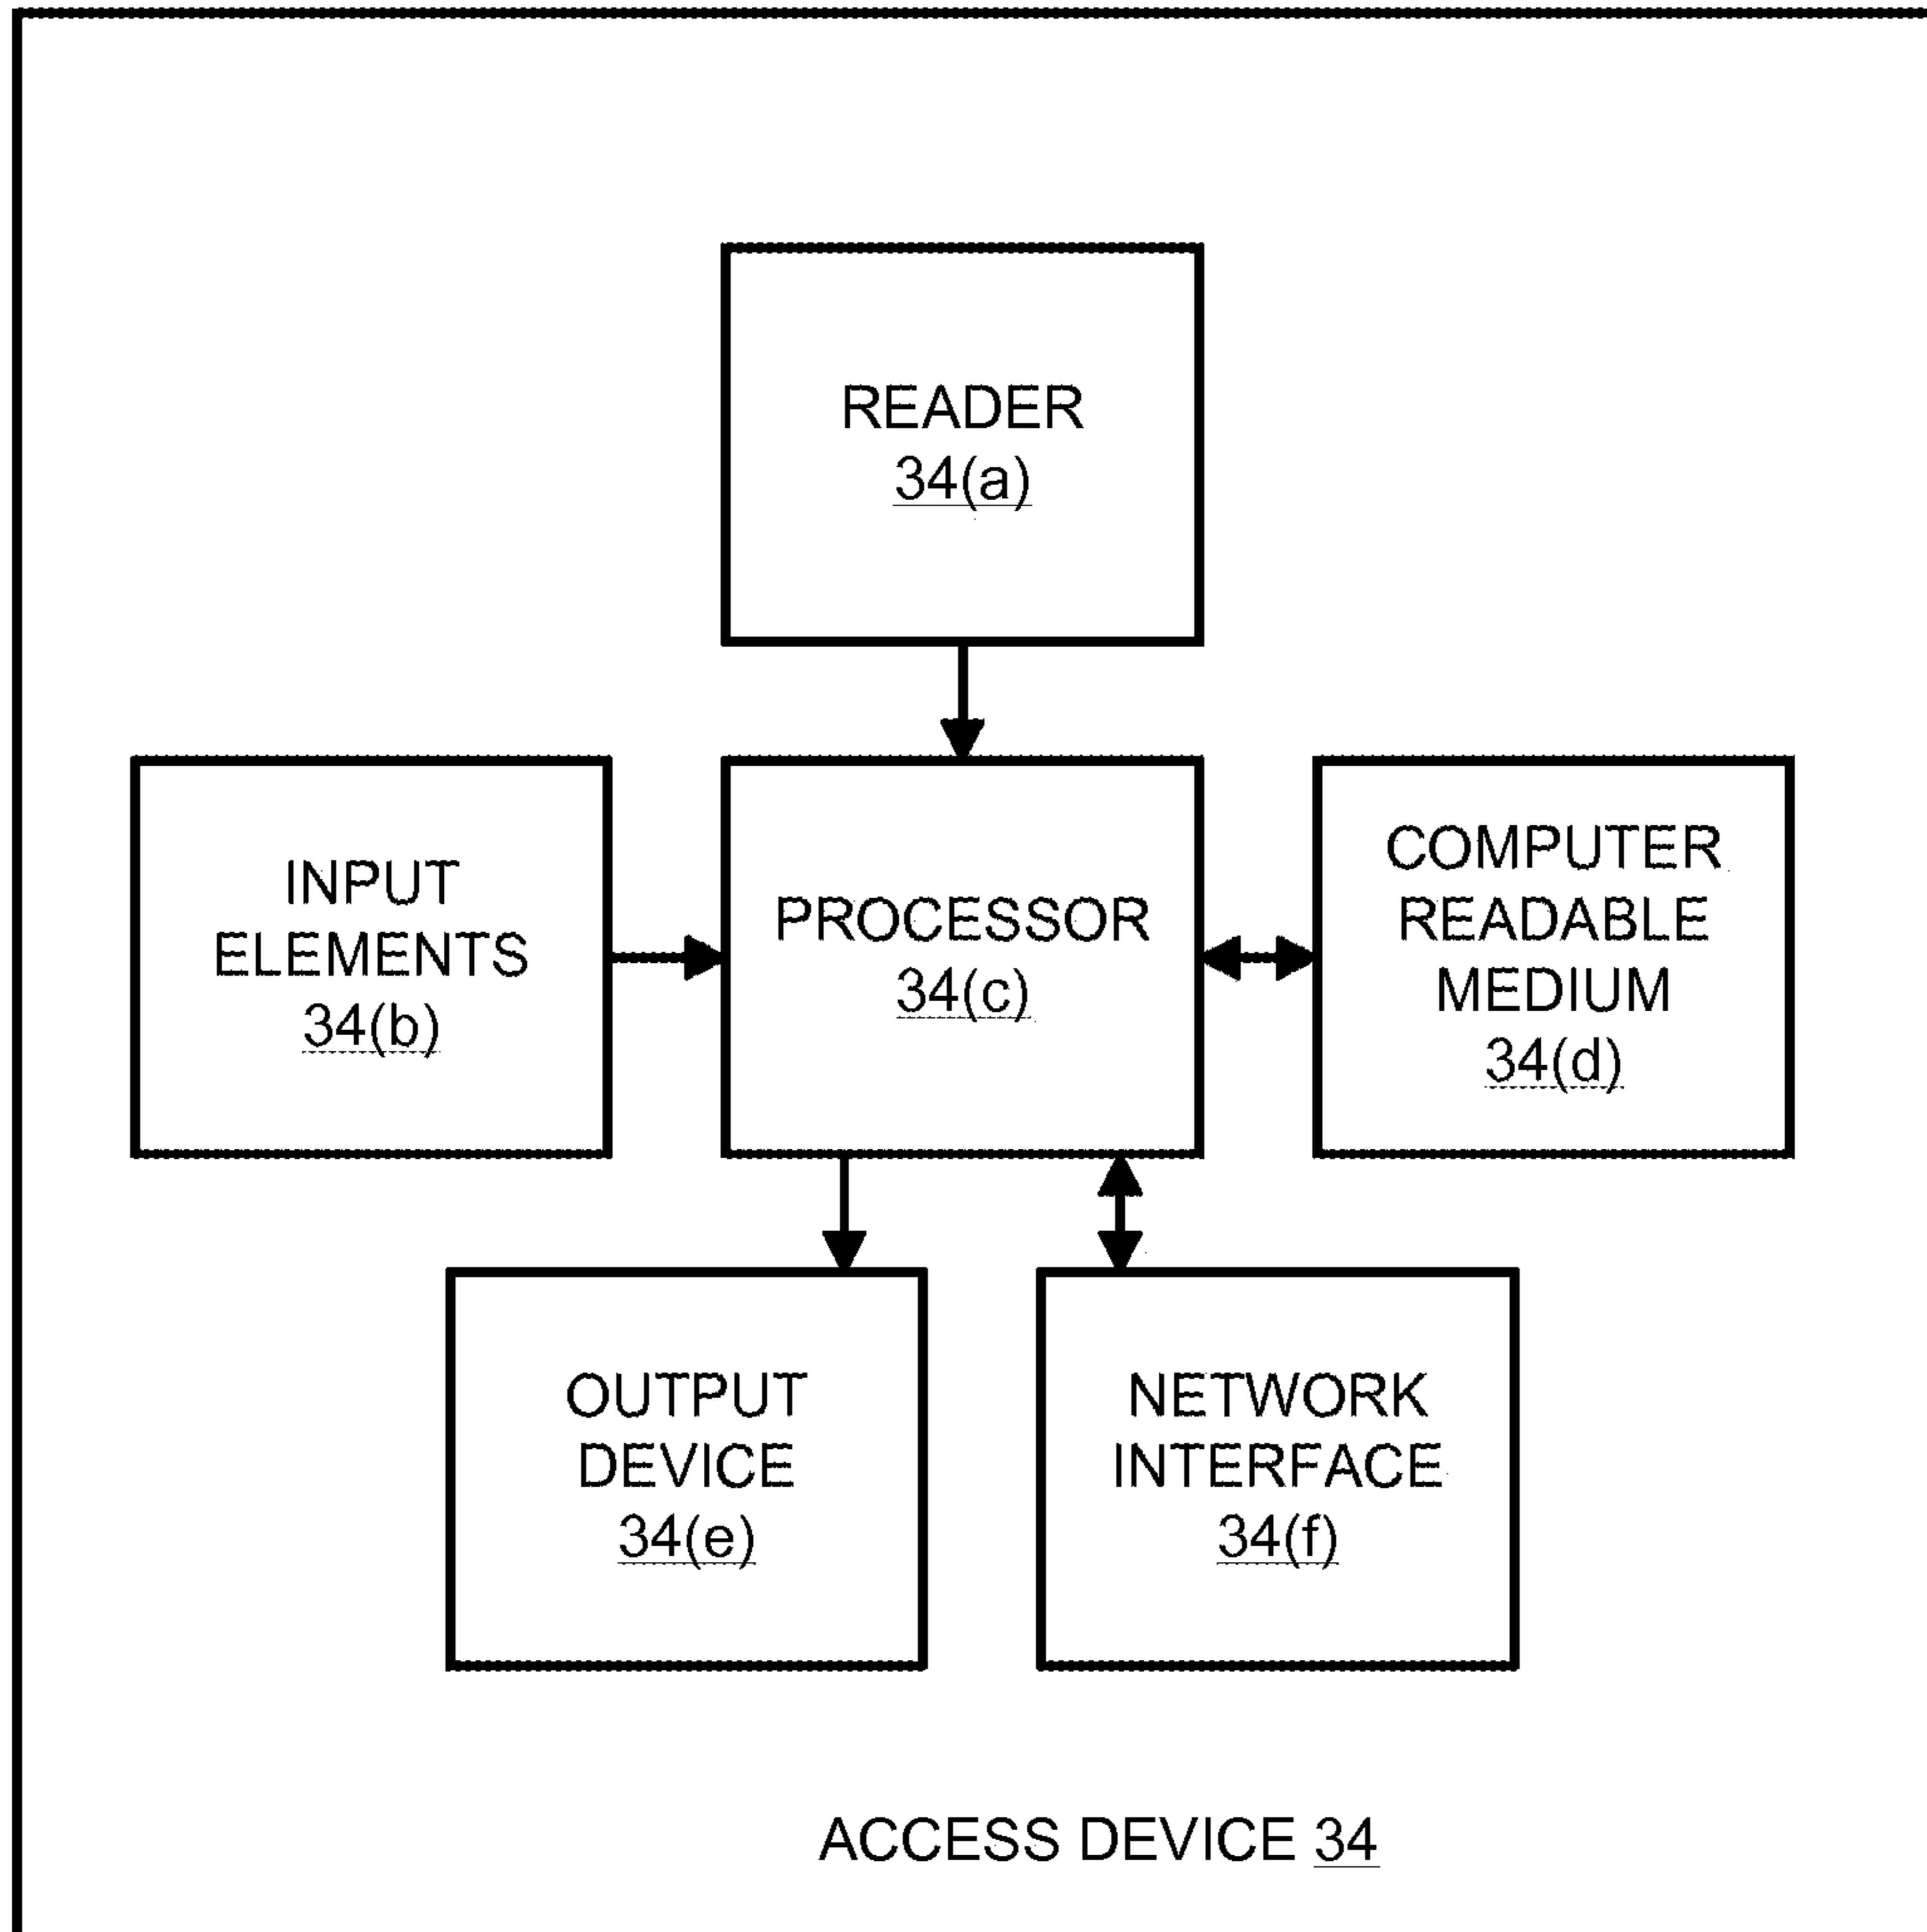 READER
34(a)
INPUT
ELEMENTS
34(b)
PROCESSOR
34(c)
COMPUTER
READABLE
MEDIUM
34(d)
OUTPUT
DEVICE
34(e)
NETWORK
INTERFACE
34(f)
ACCESS DEVICE 34